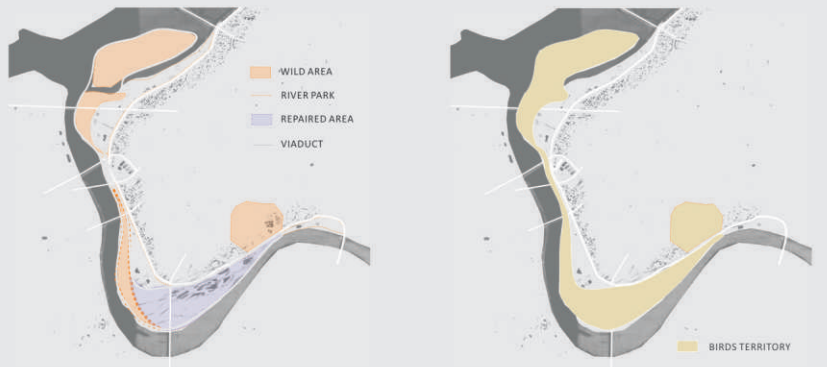 WILD AREA
RIVER PARK
REPAIRED AREA
VIADUCT
BIRDS TERRITORY